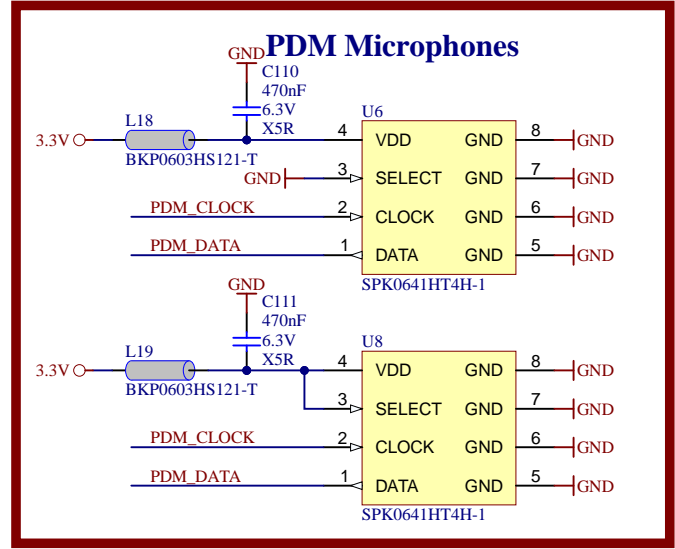 PDM Microphones
GND
C110
470nF
6.3V
X5R
L18
3.3V
BKP0603HS121-T
U6
4 VDD GND 8 GND
GND 3 SELECT GND 7 GND
PDM_CLOCK 2 CLOCK GND 6 GND
PDM_DATA 1 DATA GND 5 GND
SPK0641HT4H-1
GND
C111
470nF
6.3V
X5R
L19
3.3V
BKP0603HS121-T
U8
4 VDD GND 8 GND
3 SELECT GND 7 GND
PDM_CLOCK 2 CLOCK GND 6 GND
PDM_DATA 1 DATA GND 5 GND
SPK0641HT4H-1